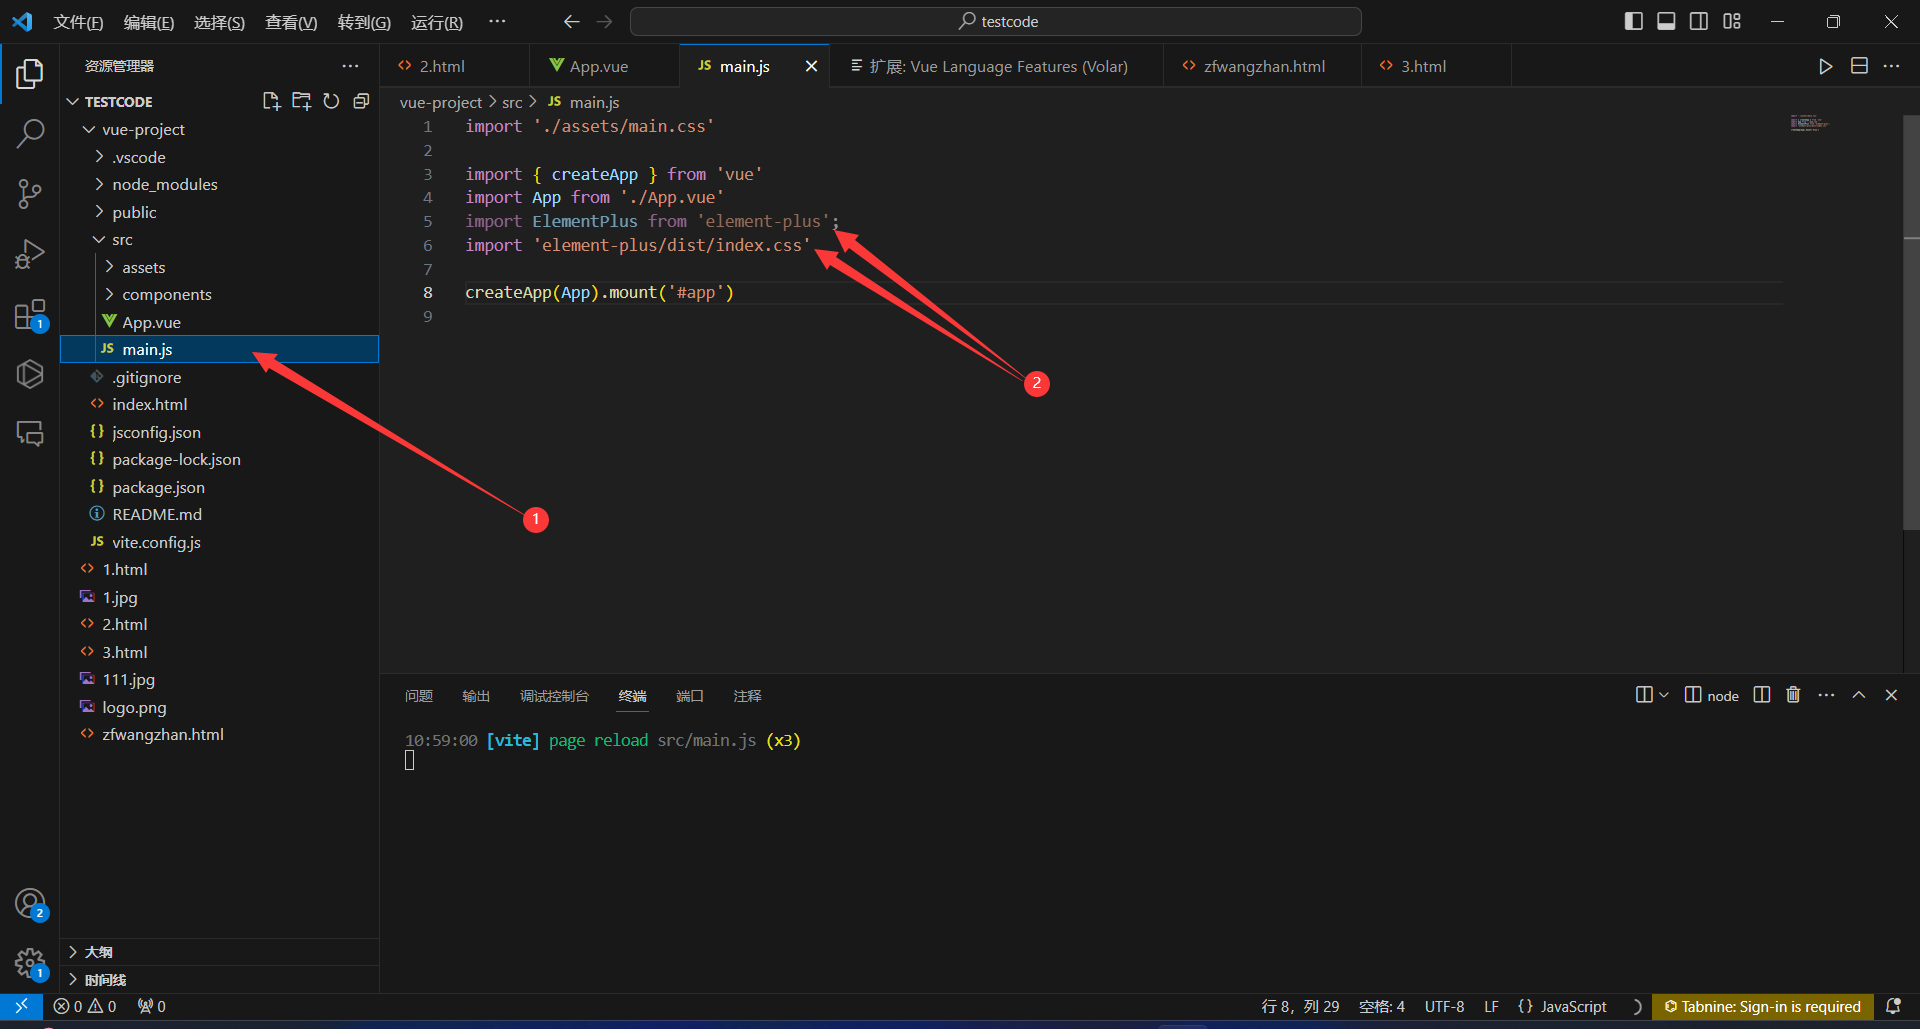 文件(F) 编辑(E) 选择(S) 查看(V) 转到(G) 运行(R) ··· testcode
资源管理器
TESTCODE
vue-project
.vscode
node_modules
public
src
assets
components
App.vue
JS main.js
.gitignore
index.html
{} jsconfig.json
{} package-lock.json
{} package.json
README.md
JS vite.config.js
1.html
1.jpg
2.html
3.html
111.jpg
logo.png
zfwangzhan.html
大纲
时间线
1
2
1
2.html App.vue JS main.js 扩展: Vue Language Features (Volar) zfwangzhan.html 3.html
vue-project > src > JS main.js
1 import './assets/main.css'
2
3 import { createApp } from 'vue'
4 import App from './App.vue'
5 import ElementPlus from 'element-plus';
6 import 'element-plus/dist/index.css'
7
8 createApp(App).mount('#app')
9
2
1
问题 输出 调试控制台 终端 端口 注释 node
10:59:00 [vite] page reload src/main.js (x3)
0 0 0 行 8，列 29 空格: 4 UTF-8 LF {} JavaScript Tabnine: Sign-in is required